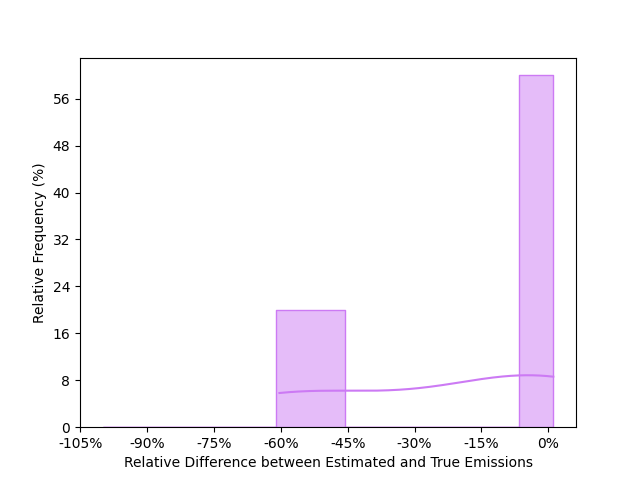 56
48
40
32
24
16
8
0
-105% -90% -75% -60% -45% -30% -15% 0%
Relative Frequency (%)
Relative Difference between Estimated and True Emissions